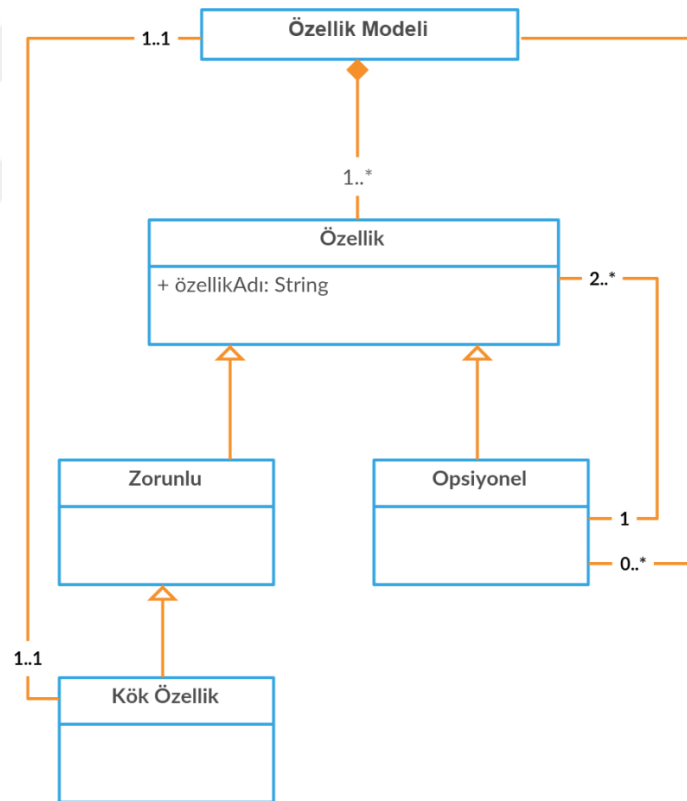 Özellik Modeli
1..1
1..*
Özellik
+ özellikAdı: String
2..*
Zorunlu
Opsiyonel
1
0..*
1..1
Kök Özellik